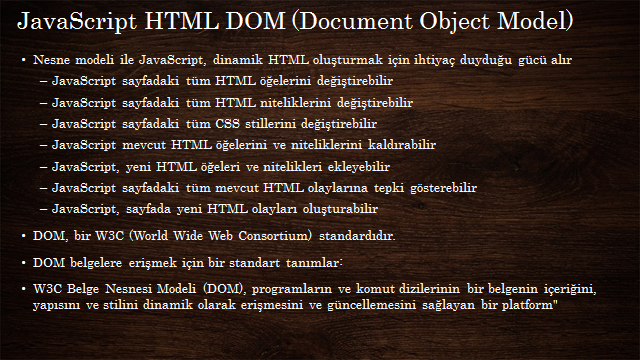 JavaScript HTML DOM (Document Object Model)
• Nesne modeli ile JavaScript, dinamik HTML oluşturmak için ihtiyaç duyduğu gücü alır
– JavaScript sayfadaki tüm HTML öğelerini değiştirebilir
– JavaScript sayfadaki tüm HTML niteliklerini değiştirebilir
– JavaScript sayfadaki tüm CSS stillerini değiştirebilir
– JavaScript mevcut HTML öğelerini ve niteliklerini kaldırabilir
– JavaScript, yeni HTML öğeleri ve nitelikleri ekleyebilir
– JavaScript sayfadaki tüm mevcut HTML olaylarına tepki gösterebilir
– JavaScript, sayfada yeni HTML olayları oluşturabilir
• DOM, bir W3C (World Wide Web Consortium) standardıdır.
• DOM belgelere erişmek için bir standart tanımlar:
• W3C Belge Nesnesi Modeli (DOM), programların ve komut dizilerinin bir belgenin içeriğini,
yapısını ve stilini dinamik olarak erişmesini ve güncellemesini sağlayan bir platform"